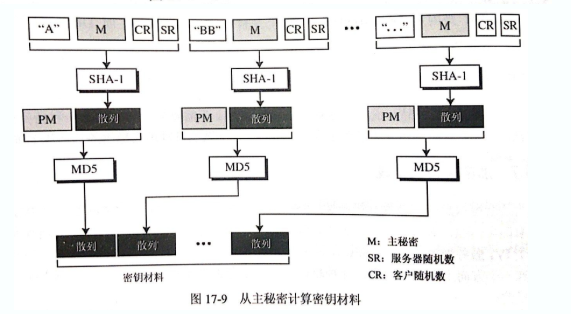 “A” M CR SR “BB” M CR SR ••• “. . .” M CR SR
SHA-1 SHA-1 SHA-1
PM 散列 PM 散列 PM 散列
MD5 MD5 MD5
散列 散列 ••• 散列
密钥材料
M：主秘密
SR：服务器随机数
CR：客户随机数
图 17-9 从主秘密计算密钥材料